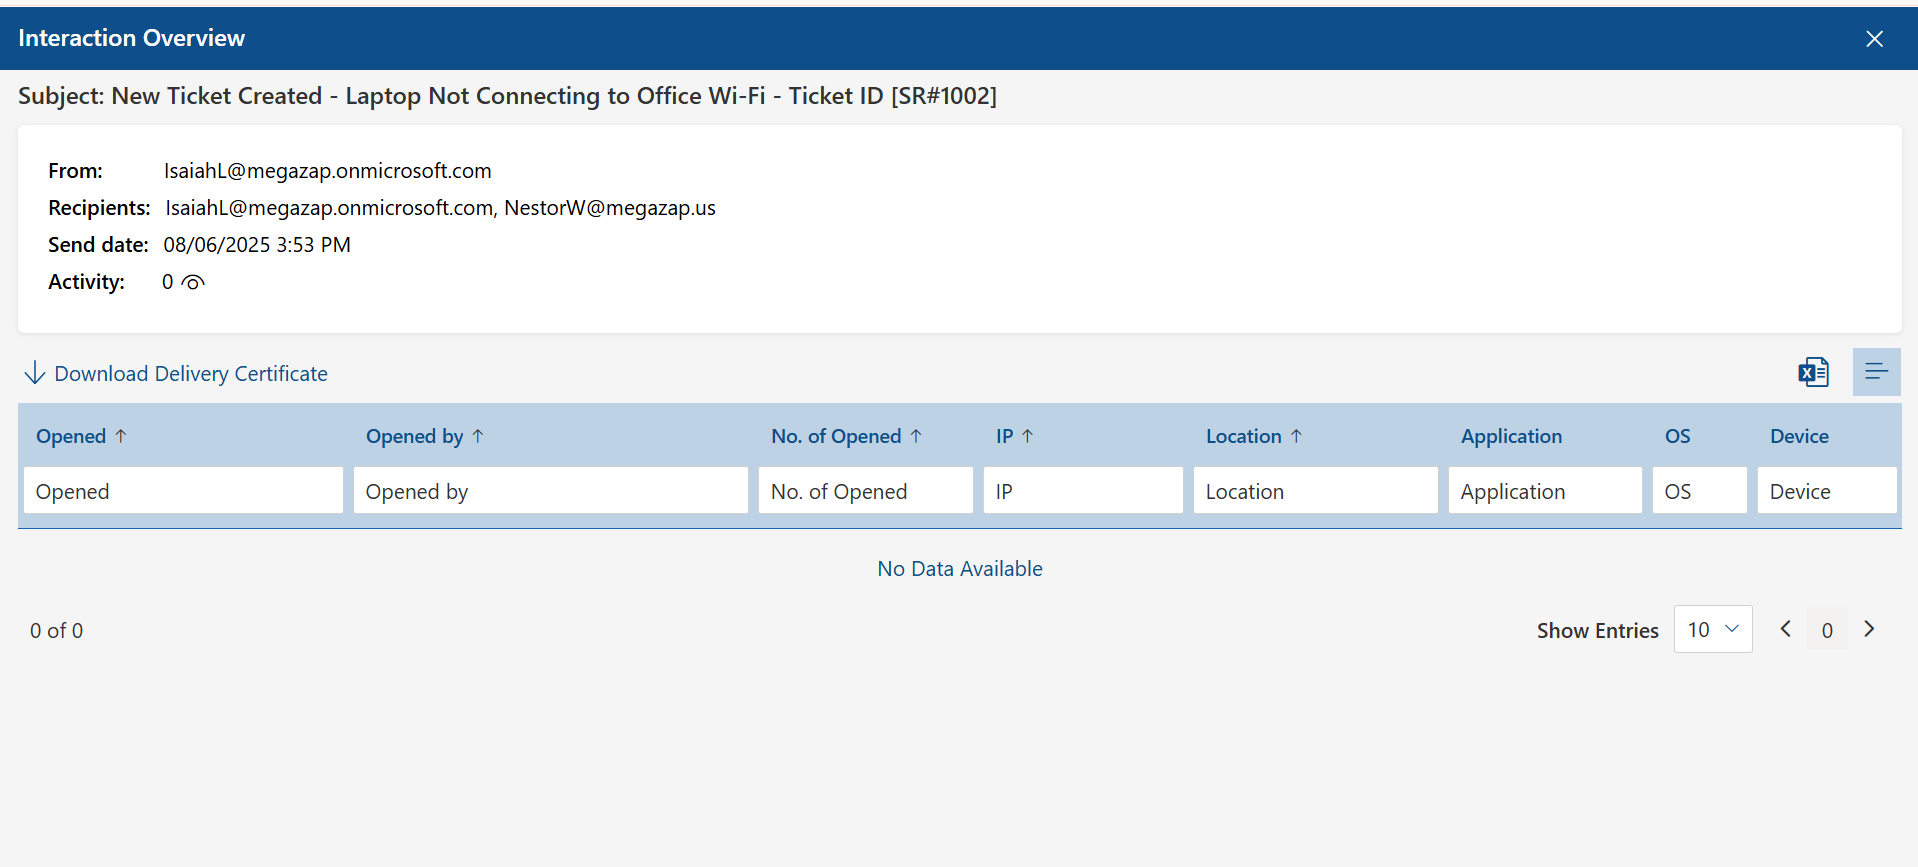 Interaction Overview
Subject: New Ticket Created - Laptop Not Connecting to Office Wi-Fi - Ticket ID [SR#1002]
From: IsaiahL@megazap.onmicrosoft.com
Recipients: IsaiahL@megazap.onmicrosoft.com, NestorW@megazap.us
Send date: 08/06/2025 3:53 PM
Activity: 0
Download Delivery Certificate
Opened Opened by No. of Opened IP Location Application OS Device
Opened Opened by No. of Opened IP Location Application OS Device
No Data Available
0 of 0 Show Entries 10 0